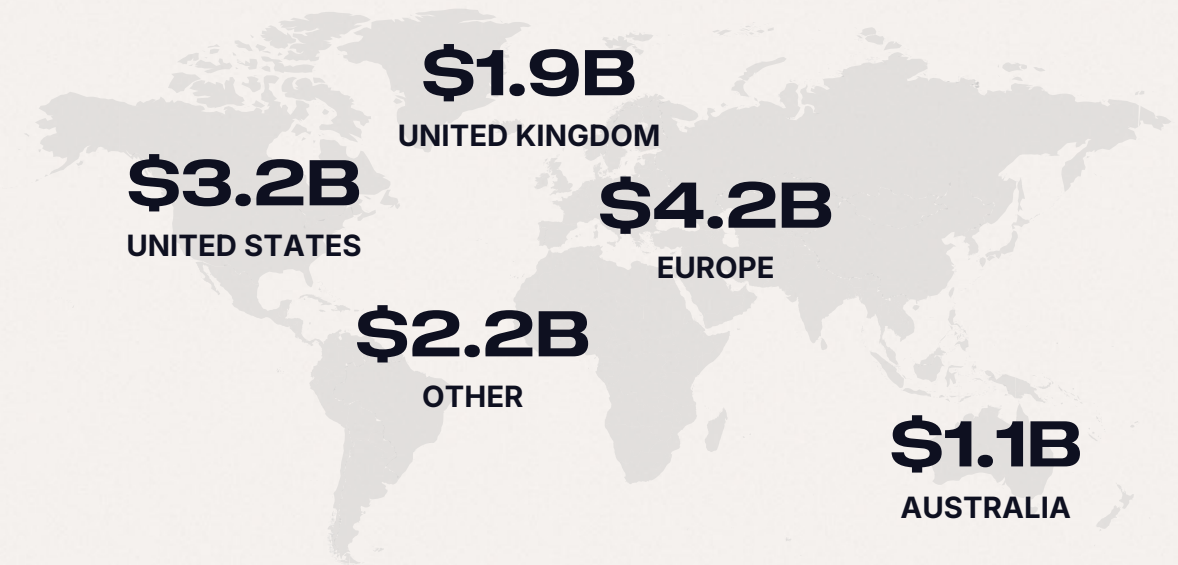 $1.9B
UNITED KINGDOM
$3.2B
UNITED STATES
$4.2B
EUROPE
$2.2B
OTHER
$1.1B
AUSTRALIA